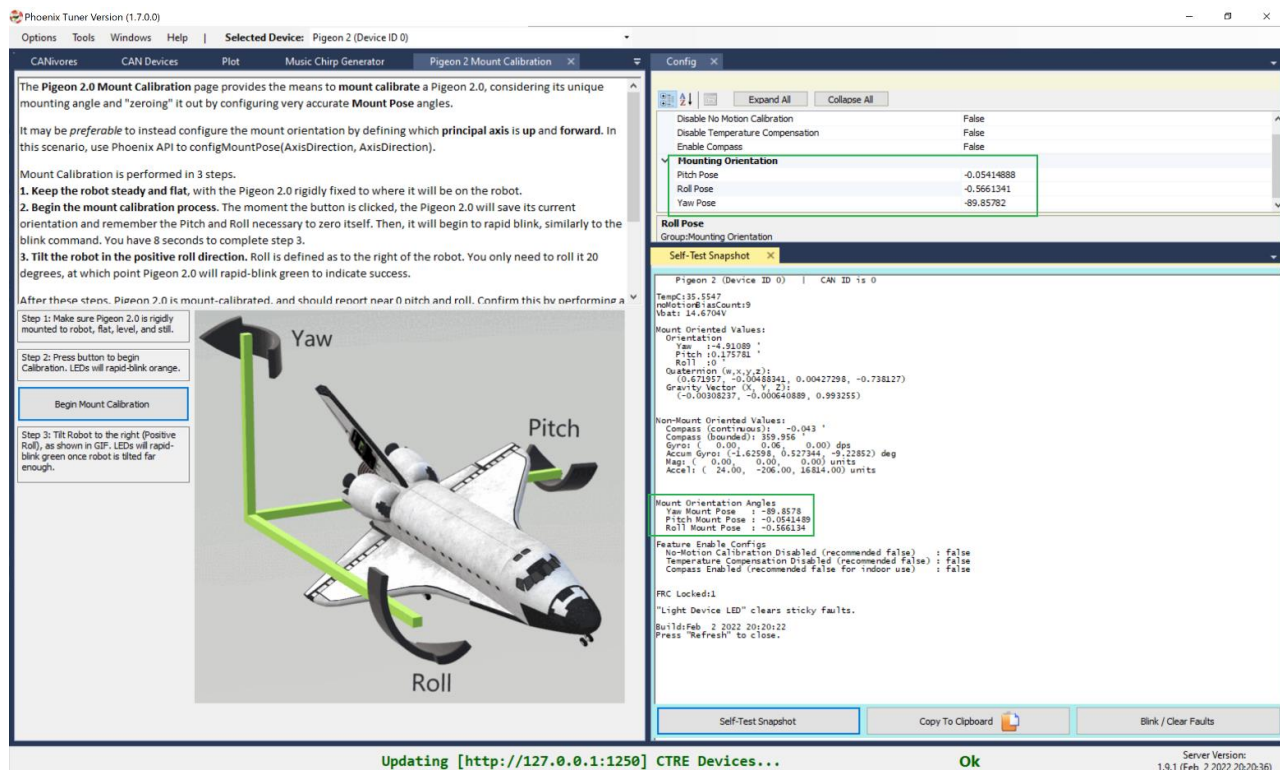 Phoenix Tuner Version (1.7.0.0)
Options Tools Windows Help | Selected Device: Pigeon 2 (Device ID 0)
CANivores CAN Devices Plot Music Chirp Generator Pigeon 2 Mount Calibration ×
The Pigeon 2.0 Mount Calibration page provides the means to mount calibrate a Pigeon 2.0, considering its unique
mounting angle and "zeroing" it out by configuring very accurate Mount Pose angles.
It may be preferable to instead configure the mount orientation by defining which principal axis is up and forward. In
this scenario, use Phoenix API to configMountPose(AxisDirection, AxisDirection).
Mount Calibration is performed in 3 steps.
1. Keep the robot steady and flat, with the Pigeon 2.0 rigidly fixed to where it will be on the robot.
2. Begin the mount calibration process. The moment the button is clicked, the Pigeon 2.0 will save its current
orientation and remember the Pitch and Roll necessary to zero itself. Then, it will begin to rapid blink, similarly to the
blink command. You have 8 seconds to complete step 3.
3. Tilt the robot in the positive roll direction. Roll is defined as to the right of the robot. You only need to roll it 20
degrees, at which point Pigeon 2.0 will rapid-blink green to indicate success.
After these steps, Pigeon 2.0 is mount-calibrated, and should report near 0 pitch and roll. Confirm this by performing a
Step 1: Make sure Pigeon 2.0 is rigidly
mounted to robot, flat, level, and still.
Step 2: Press button to begin
Calibration. LEDs will rapid-blink orange.
Begin Mount Calibration
Step 3: Tilt Robot to the right (Positive
Roll), as shown in GIF. LEDs will rapid-
blink green once robot is tilted far
enough.
Yaw
Pitch
Roll
Config ×
Expand All Collapse All
Disable No Motion Calibration False
Disable Temperature Compensation False
Enable Compass False
Mounting Orientation
Pitch Pose -0.05414888
Roll Pose -0.5661341
Yaw Pose -89.85782
Roll Pose
Group:Mounting Orientation
Self-Test Snapshot ×
Pigeon 2 (Device ID 0) | CAN ID is 0
TempC:35.5547
noMotionBiasCount:9
Vbat: 14.6704V
Mount Oriented Values:
Orientation
Yaw :-4.91089 '
Pitch :0.175781 '
Roll :0 '
Quaternion (w,x,y,z):
(0.671957, -0.00488341, 0.00427298, -0.738127)
Gravity Vector (X, Y, Z):
(-0.00308237, -0.000640889, 0.993255)
Non-Mount Oriented Values:
Compass (continuous): -0.043 '
Compass (bounded): 359.956 '
Gyro: ( 0.00, 0.06, 0.00) dps
Accum Gyro: (-1.62598, 0.527344, -9.22852) deg
Mag: ( 0.00, 0.00, 0.00) units
Accel: ( 24.00, -206.00, 16814.00) units
Mount Orientation Angles
Yaw Mount Pose : -89.8578
Pitch Mount Pose : -0.0541489
Roll Mount Pose : -0.566134
Feature Enable Configs
No-Motion Calibration Disabled (recommended false) : false
Temperature Compensation Disabled (recommended false) : false
Compass Enabled (recommended false for indoor use) : false
FRC Locked:1
"Light Device LED" clears sticky faults.
Build:Feb 2 2022 20:20:22
Press "Refresh" to close.
Self-Test Snapshot Copy To Clipboard Blink / Clear Faults
Updating [http://127.0.0.1:1250] CTRE Devices... Ok
Server Version:
1.9.1 (Feb 2 2022 20:20:36)